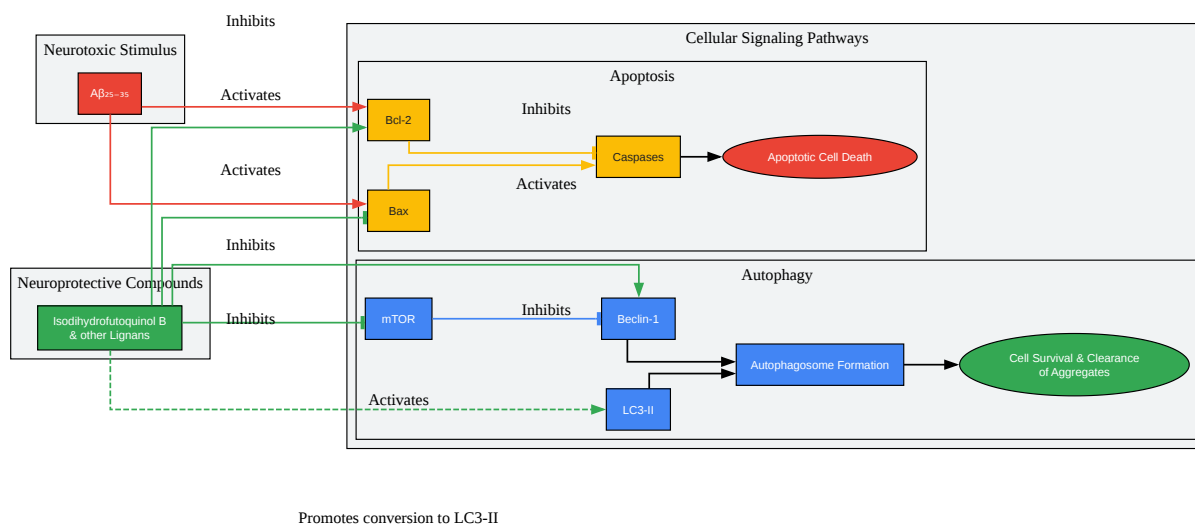 Inhibits
Cellular Signaling Pathways
Neurotoxic Stimulus
Apoptosis
Aβ₂₅₋₃₅
Activates
Inhibits
Bcl-2
Caspases
Apoptotic Cell Death
Activates
Activates
Bax
Inhibits
Autophagy
Neuroprotective Compounds
Isodihydrofutoquinol B
& other Lignans
Inhibits
mTOR
Inhibits
Beclin-1
Autophagosome Formation
Cell Survival & Clearance
of Aggregates
Activates
LC3-II
Promotes conversion to LC3-II